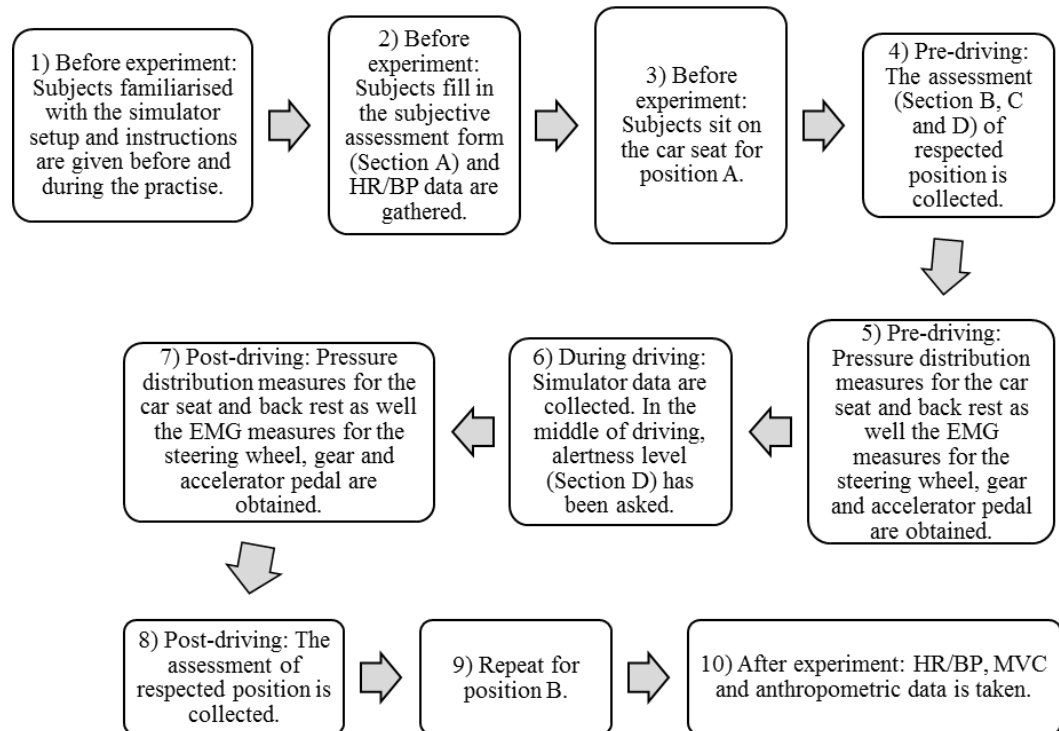 1) Before experiment:
Subjects familiarised
with the simulator
setup and instructions
are given before and
during the practise.
2) Before
experiment:
Subjects fill in
the subjective
assessment form
(Section A) and
HR/BP data are
gathered.
3) Before
experiment:
Subjects sit on
the car seat for
position A.
4) Pre-driving:
The assessment
(Section B, C
and D) of
respected
position is
collected.
5) Pre-driving:
Pressure distribution
measures for the car
seat and back rest as
well the EMG
measures for the
steering wheel, gear
and accelerator pedal
are obtained.
6) During driving:
Simulator data are
collected. In the
middle of driving,
alertness level
(Section D) has
been asked.
7) Post-driving: Pressure
distribution measures for the
car seat and back rest as well
the EMG measures for the
steering wheel, gear and
accelerator pedal are
obtained.
8) Post-driving: The
assessment of
respected position is
collected.
9) Repeat for
position B.
10) After experiment: HR/BP, MVC
and anthropometric data is taken.